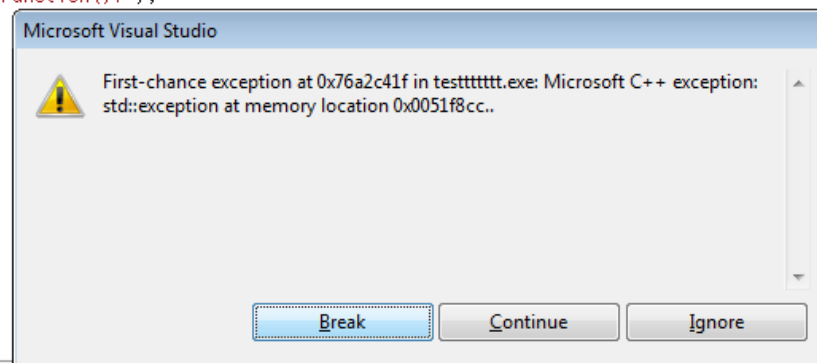 Microsoft Visual Studio
First-chance exception at 0x76a2c41f in testttttttt.exe: Microsoft C++ exception:
std::exception at memory location 0x0051f8cc..
Break
Continue
Ignore